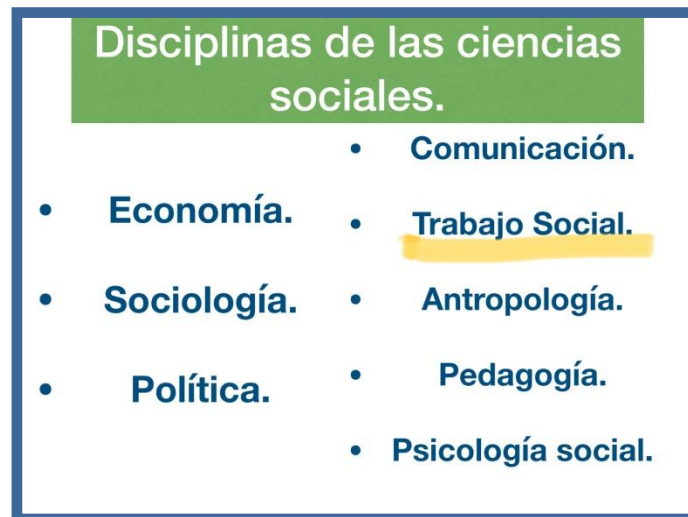 Disciplinas de las ciencias
sociales.
• Economía.
• Sociología.
• Política.
• Comunicación.
• Trabajo Social.
• Antropología.
• Pedagogía.
• Psicología social.